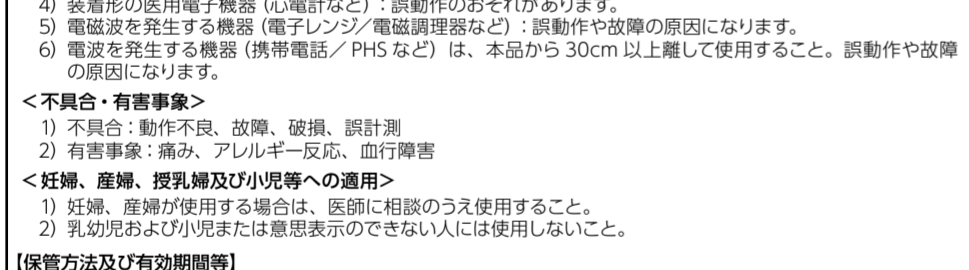 4) 装着形の医用電子機器（心電計など）：誤動作のおそれがあります。
5) 電磁波を発生する機器（電子レンジ／電磁調理器など）：誤動作や故障の原因になります。
6) 電波を発生する機器（携帯電話／ PHS など）は、本品から 30cm 以上離して使用すること。誤動作や故障
の原因になります。
＜不具合・有害事象＞
1) 不具合：動作不良、故障、破損、誤計測
2) 有害事象：痛み、アレルギー反応、血行障害
＜妊婦、産婦、授乳婦及び小児等への適用＞
1) 妊婦、産婦が使用する場合は、医師に相談のうえ使用すること。
2) 乳幼児および小児または意思表示のできない人には使用しないこと。
【保管方法及び有効期間等】